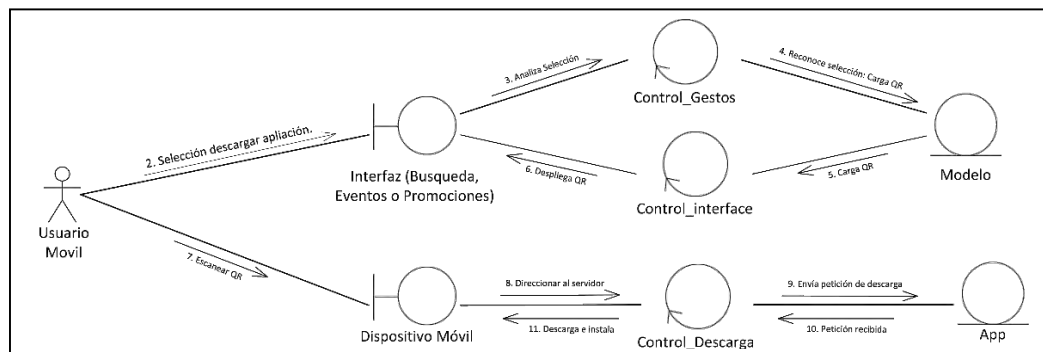 3. Analiza Selección
4. Reconoce selección: Carga QR
Control_Gestos
2. Selección descargar apliación.
Interfaz (Busqueda,
Eventos o Promociones)
6. Despliega QR
Control_interface
5. Carga QR
Modelo
Usuario
Movil
7. Escanear QR
Dispositivo Móvil
8. Direccionar al servidor
11. Descarga e instala
Control_Descarga
9. Envía petición de descarga
10. Petición recibida
App